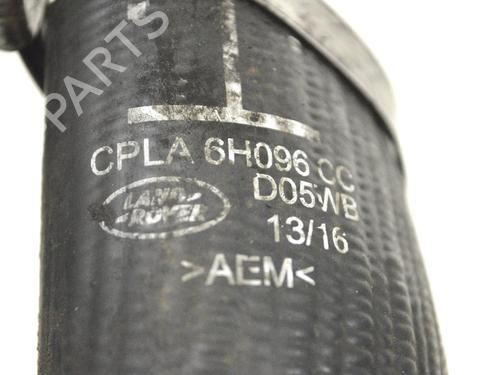 PARTS
CPLA 6H096 CC
LAND
ROVER
D05WB
13/16
>AEM<